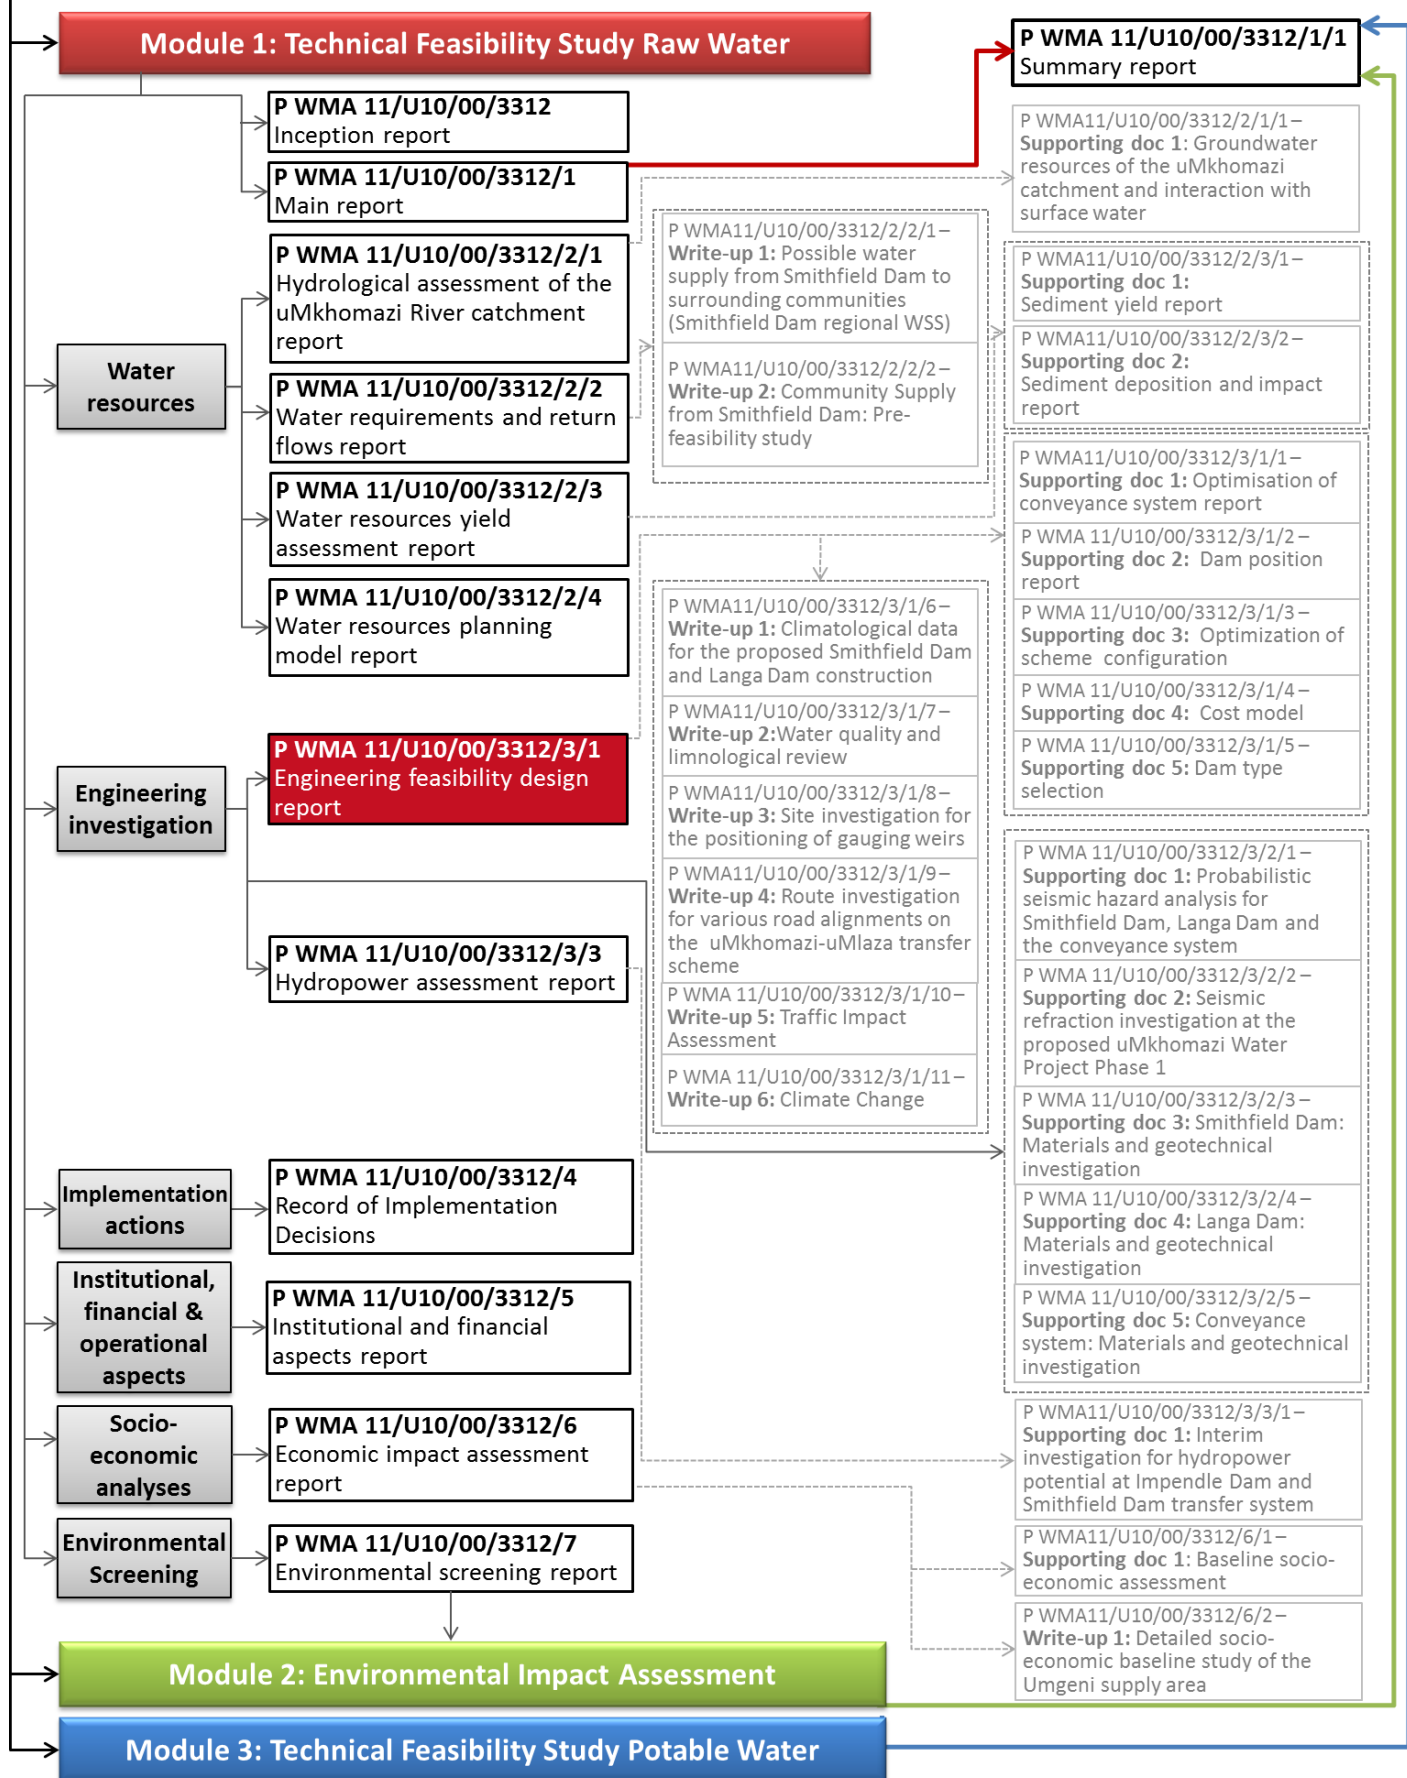 Module 1: Technical Feasibility Study Raw Water
P WMA 11/U10/00/3312/1/1
Summary report
P WMA 11/U10/00/3312
Inception report
P WMA 11/U10/00/3312/1
Main report
Water
resources
P WMA 11/U10/00/3312/2/1
Hydrological assessment of the
uMkhomazi River catchment
report
P WMA 11/U10/00/3312/2/2
Water requirements and return
flows report
P WMA 11/U10/00/3312/2/3
Water resources yield
assessment report
P WMA 11/U10/00/3312/2/4
Water resources planning
model report
Engineering
investigation
P WMA 11/U10/00/3312/3/1
Engineering feasibility design
report
P WMA 11/U10/00/3312/3/3
Hydropower assessment report
Implementation
actions
P WMA 11/U10/00/3312/4
Record of Implementation
Decisions
Institutional,
financial &
operational
aspects
P WMA 11/U10/00/3312/5
Institutional and financial
aspects report
Socio-
economic
analyses
P WMA 11/U10/00/3312/6
Economic impact assessment
report
Environmental
Screening
P WMA 11/U10/00/3312/7
Environmental screening report
P WMA11/U10/00/3312/2/2/1–
Write-up 1: Possible water
supply from Smithfield Dam to
surrounding communities
(Smithfield Dam regional WSS)
P WMA11/U10/00/3312/2/2/2–
Write-up 2: Community Supply
from Smithfield Dam: Pre-
feasibility study
P WMA11/U10/00/3312/3/1/6–
Write-up 1: Climatological data
for the proposed Smithfield Dam
and Langa Dam construction
P WMA11/U10/00/3312/3/1/7–
Write-up 2:Water quality and
limnological review
P WMA11/U10/00/3312/3/1/8–
Write-up 3: Site investigation for
the positioning of gauging weirs
P WMA11/U10/00/3312/3/1/9–
Write-up 4: Route investigation
for various road alignments on
the uMkhomazi-uMlaza transfer
scheme
P WMA 11/U10/00/3312/3/1/10–
Write-up 5: Traffic Impact
Assessment
P WMA 11/U10/00/3312/3/1/11–
Write-up 6: Climate Change
P WMA11/U10/00/3312/2/1/1–
Supporting doc 1: Groundwater
resources of the uMkhomazi
catchment and interaction with
surface water
P WMA11/U10/00/3312/2/3/1–
Supporting doc 1:
Sediment yield report
P WMA 11/U10/00/3312/2/3/2–
Supporting doc 2:
Sediment deposition and impact
report
P WMA11/U10/00/3312/3/1/1–
Supporting doc 1: Optimisation of
conveyance system report
P WMA 11/U10/00/3312/3/1/2–
Supporting doc 2: Dam position
report
P WMA 11/U10/00/3312/3/1/3–
Supporting doc 3: Optimization of
scheme configuration
P WMA 11/U10/00/3312/3/1/4–
Supporting doc 4: Cost model
P WMA 11/U10/00/3312/3/1/5–
Supporting doc 5: Dam type
selection
P WMA 11/U10/00/3312/3/2/1–
Supporting doc 1: Probabilistic
seismic hazard analysis for
Smithfield Dam, Langa Dam and
the conveyance system
P WMA 11/U10/00/3312/3/2/2–
Supporting doc 2: Seismic
refraction investigation at the
proposed uMkhomazi Water
Project Phase 1
P WMA 11/U10/00/3312/3/2/3–
Supporting doc 3: Smithfield Dam:
Materials and geotechnical
investigation
P WMA 11/U10/00/3312/3/2/4–
Supporting doc 4: Langa Dam:
Materials and geotechnical
investigation
P WMA 11/U10/00/3312/3/2/5–
Supporting doc 5: Conveyance
system: Materials and geotechnical
investigation
P WMA11/U10/00/3312/3/3/1–
Supporting doc 1: Interim
investigation for hydropower
potential at Impendle Dam and
Smithfield Dam transfer system
P WMA11/U10/00/3312/6/1–
Supporting doc 1: Baseline socio-
economic assessment
P WMA11/U10/00/3312/6/2–
Write-up 1: Detailed socio-
economic baseline study of the
Umgeni supply area
Module 2: Environmental Impact Assessment
Module 3: Technical Feasibility Study Potable Water